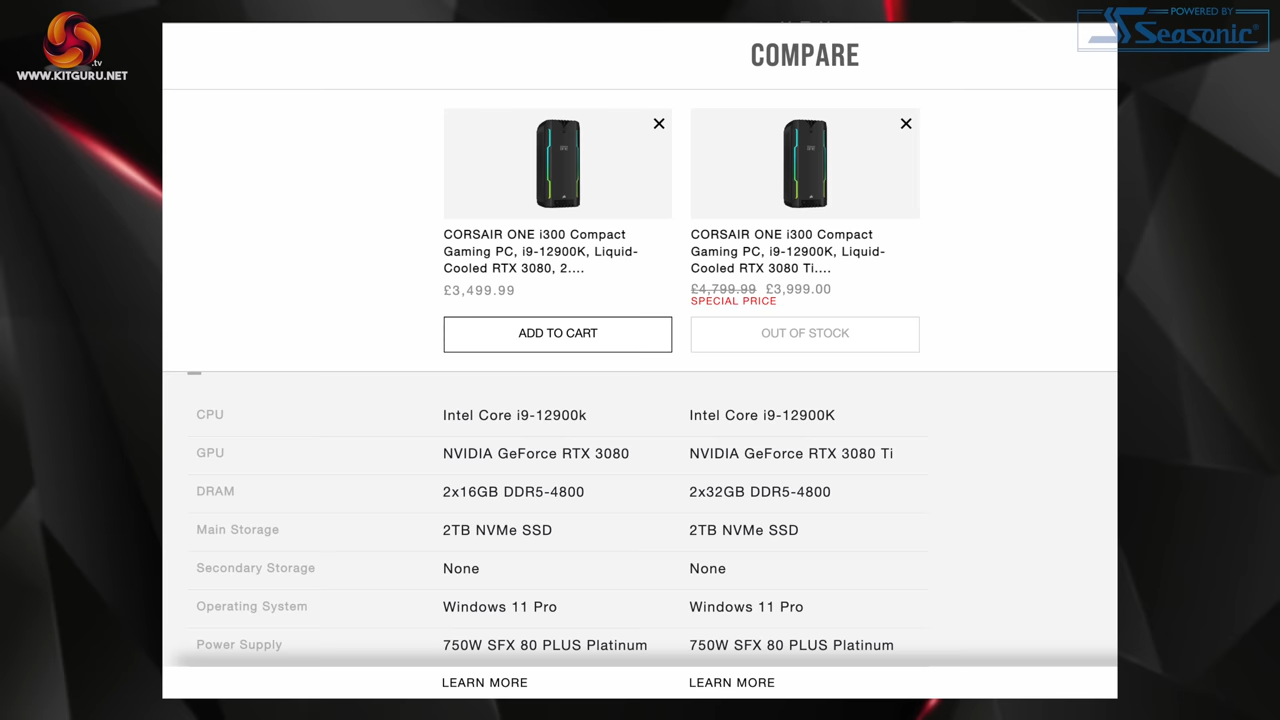 WWW.KITGURU.NET
.tv
POWERED BY
Seasonic®
COMPARE
CORSAIR ONE i300 Compact
Gaming PC, i9-12900K, Liquid-
Cooled RTX 3080, 2....
£3,499.99
ADD TO CART
CORSAIR ONE i300 Compact
Gaming PC, i9-12900K, Liquid-
Cooled RTX 3080 Ti....
£4,799.99 £3,999.00
SPECIAL PRICE
OUT OF STOCK
CPU Intel Core i9-12900k Intel Core i9-12900K
GPU NVIDIA GeForce RTX 3080 NVIDIA GeForce RTX 3080 Ti
DRAM 2x16GB DDR5-4800 2x32GB DDR5-4800
Main Storage 2TB NVMe SSD 2TB NVMe SSD
Secondary Storage None None
Operating System Windows 11 Pro Windows 11 Pro
Power Supply 750W SFX 80 PLUS Platinum 750W SFX 80 PLUS Platinum
LEARN MORE LEARN MORE